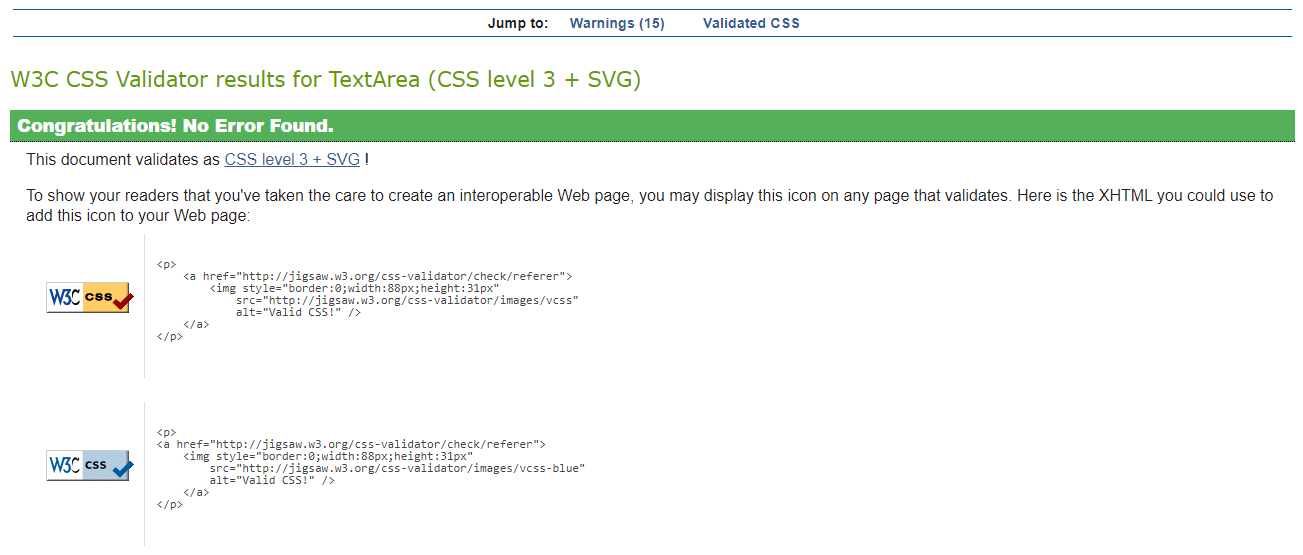 Jump to: Warnings (15) Validated CSS
W3C CSS Validator results for TextArea (CSS level 3 + SVG)
Congratulations! No Error Found.
This document validates as CSS level 3 + SVG !
To show your readers that you've taken the care to create an interoperable Web page, you may display this icon on any page that validates. Here is the XHTML you could use to
add this icon to your Web page:
<p>
<a href="http://jigsaw.w3.org/css-validator/check/referer">
<img style="border:0;width:88px;height:31px"
W3C css
src="http://jigsaw.w3.org/css-validator/images/vcss"
alt="Valid CSS!" />
</a>
</p>
<p>
<a href="http://jigsaw.w3.org/css-validator/check/referer">
<img style="border:0;width:88px;height:31px"
W3C css
src="http://jigsaw.w3.org/css-validator/images/vcss-blue"
alt="Valid CSS!" />
</a>
</p>